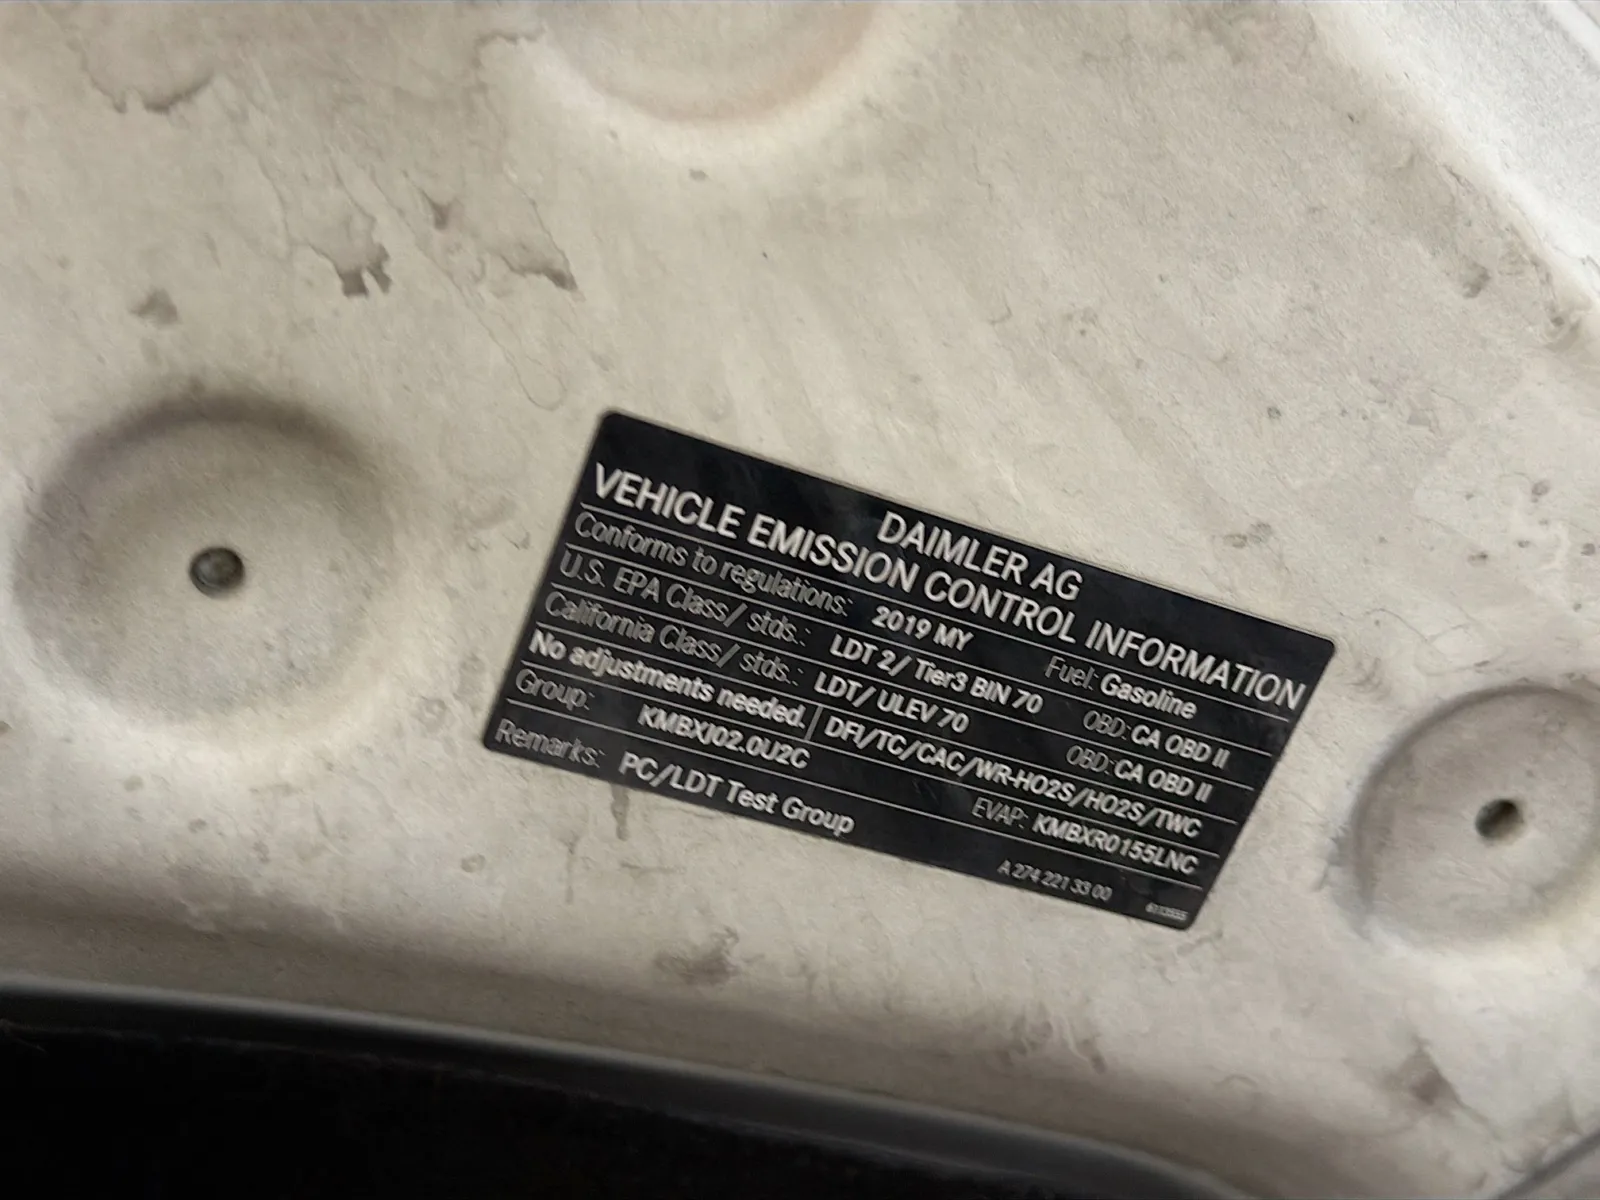 DAIMLER AG
VEHICLE EMISSION CONTROL INFORMATION
Conforms to regulations: 2019 MY Fuel: Gasoline
U.S. EPA Class/ stds.: LDT 2/ Tier3 BIN 70 OBD: CA OBD II
California Class/ stds.: LDT/ ULEV 70 OBD: CA OBD II
No adjustments needed. DFI/TC/CAC/WR-HO2S/HO2S/TWC
Group: KMBXJ02.0U2C EVAP: KMBXR0155LNC
Remarks: PC/LDT Test Group
A 274 221 33 00